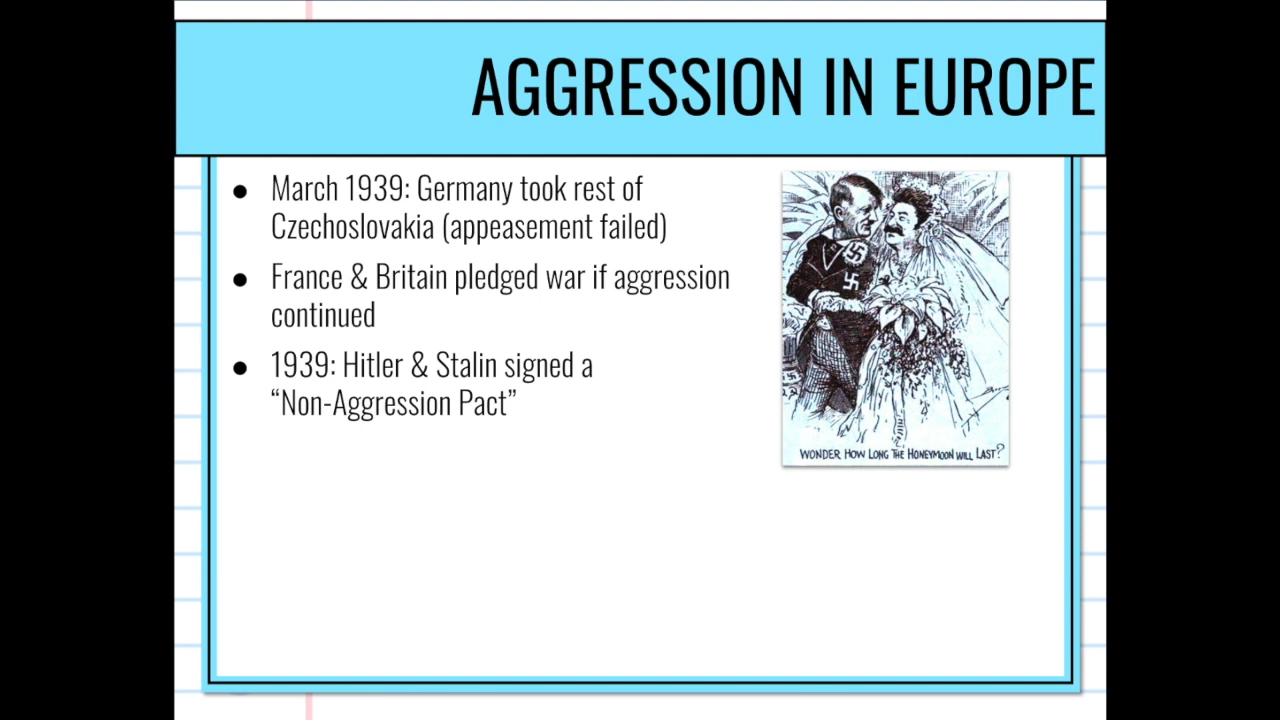 AGGRESSION IN EUROPE
● March 1939: Germany took rest of
Czechoslovakia (appeasement failed)
● France & Britain pledged war if aggression
continued
● 1939: Hitler & Stalin signed a
“Non-Aggression Pact”
WONDER HOW LONG THE HONEYMOON WILL LAST?